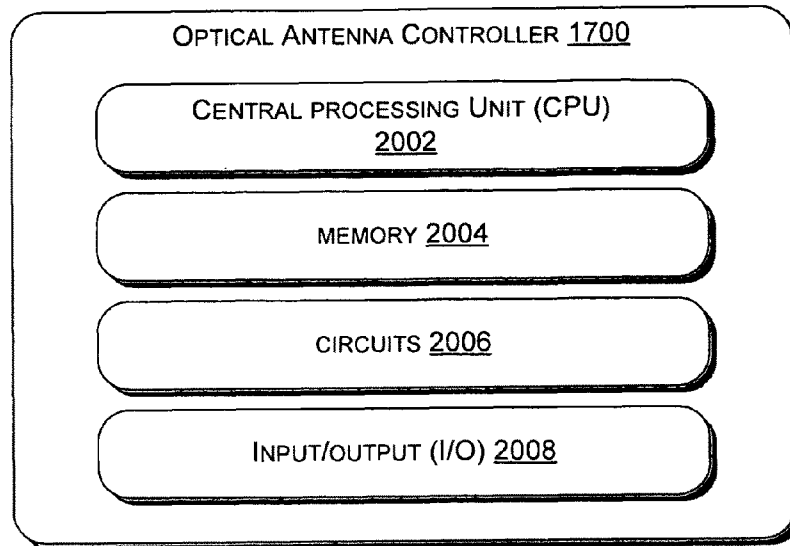 OPTICAL ANTENNA CONTROLLER 1700
CENTRAL PROCESSING UNIT (CPU)
2002
MEMORY 2004
CIRCUITS 2006
INPUT/OUTPUT (I/O) 2008